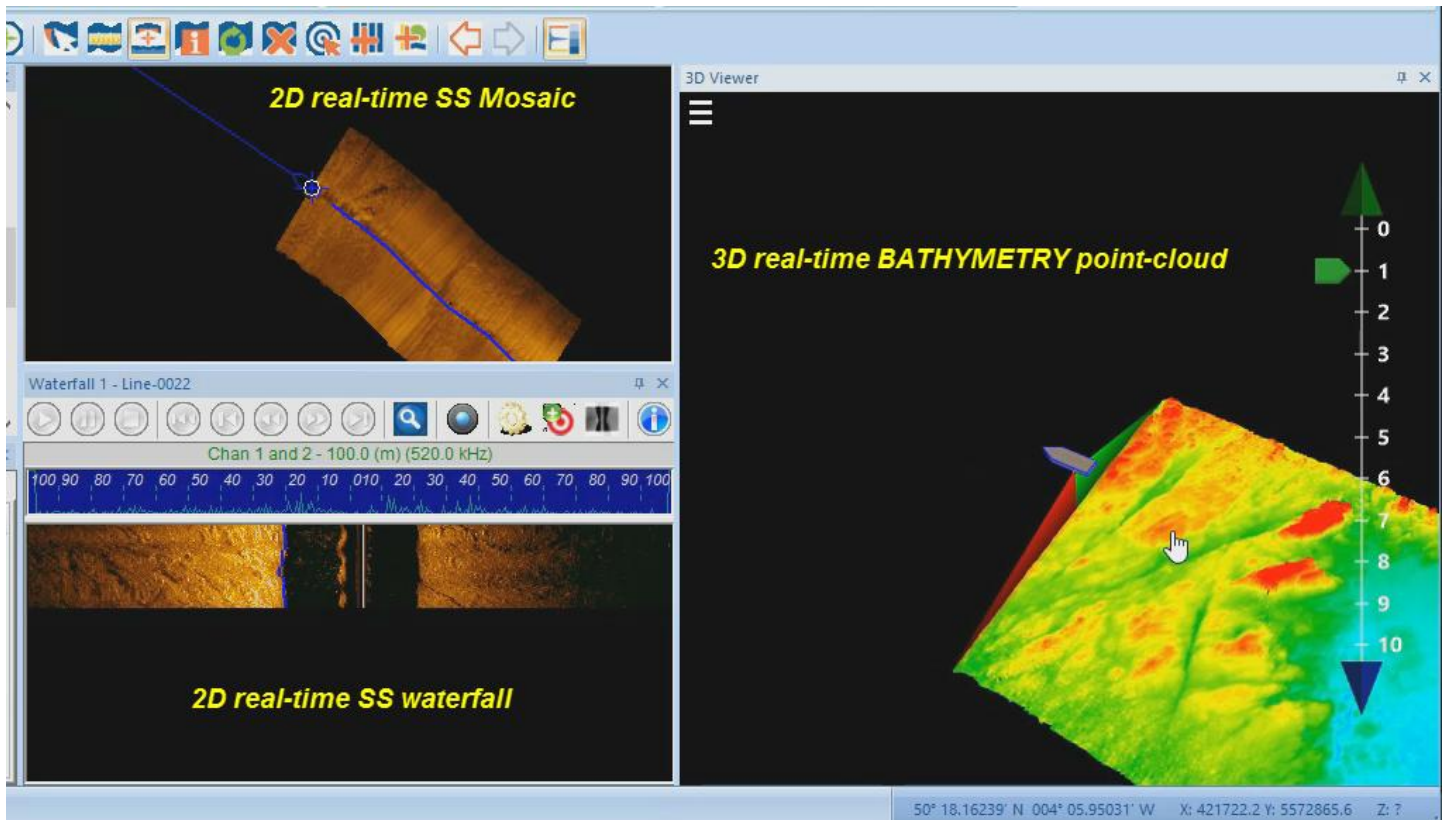 2D real-time SS Mosaic
Waterfall 1 - Line-0022
Chan 1 and 2 - 100.0 (m) (520.0 kHz)
100 90 80 70 60 50 40 30 20 10 010 20 30 40 50 60 70 80 90 100
2D real-time SS waterfall
3D Viewer
3D real-time BATHYMETRY point-cloud
0
1
2
3
4
5
6
7
8
9
10
50° 18.16239' N 004° 05.95031' W X: 421722.2 Y: 5572865.6 Z: ?